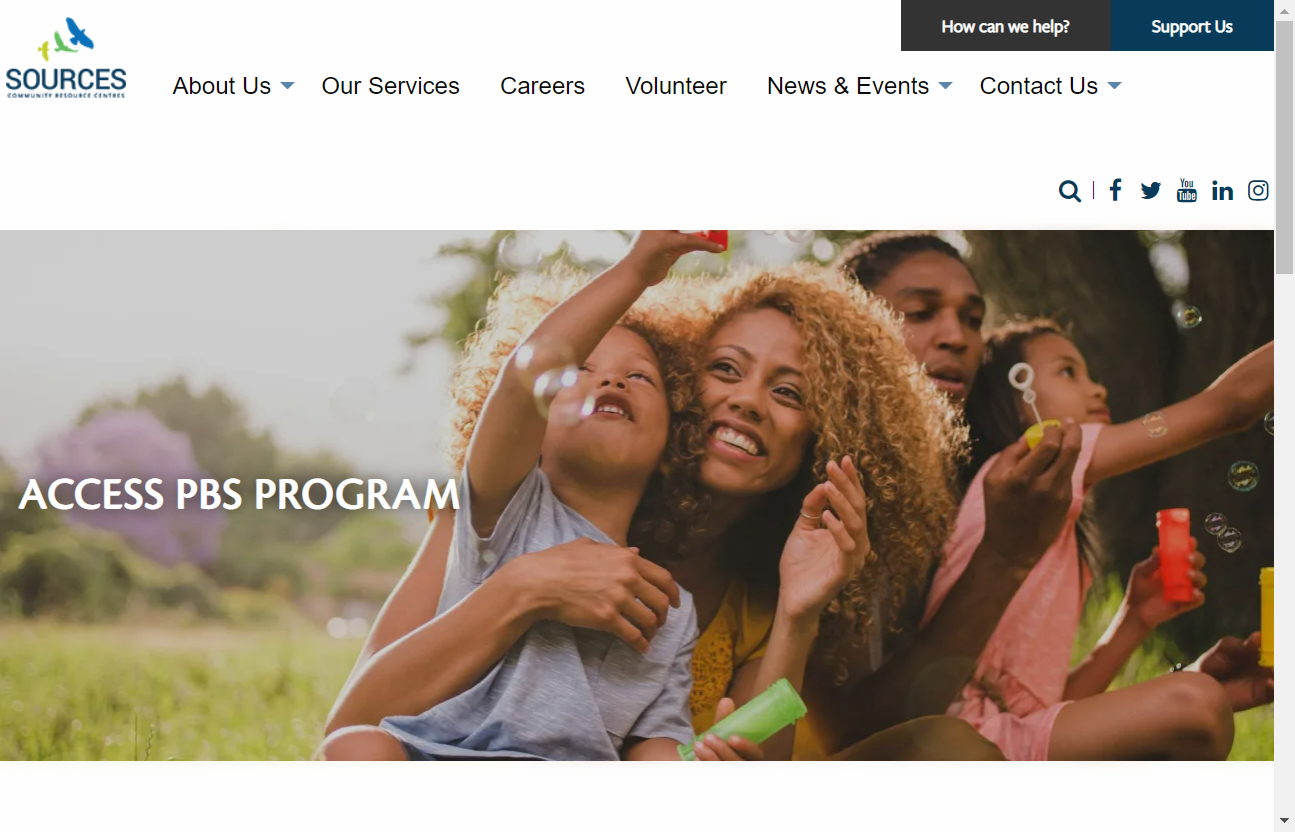 How can we help?
Support Us
SOURCES
COMMUNITY RESOURCE CENTRES
About Us
Our Services
Careers
Volunteer
News & Events
Contact Us
You
Tube
ACCESS PBS PROGRAM